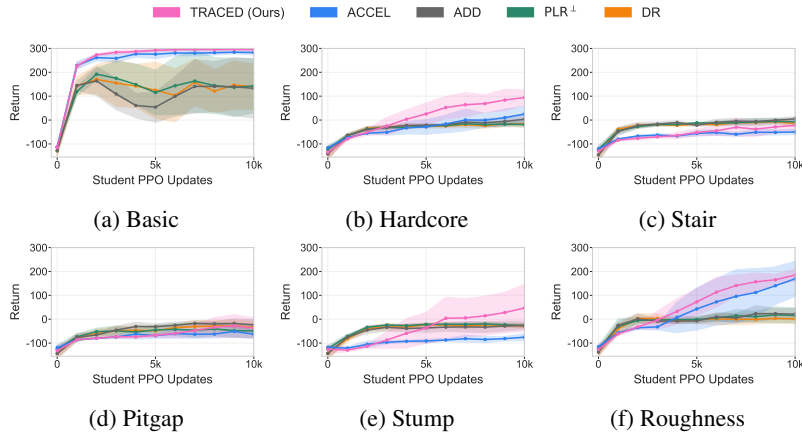 TRACED (Ours) ACCEL ADD PLR⊥ DR
300
200
100
0
-100
Return
0 5k 10k
Student PPO Updates
(a) Basic
300
200
100
0
-100
Return
0 5k 10k
Student PPO Updates
(b) Hardcore
300
200
100
0
-100
Return
0 5k 10k
Student PPO Updates
(c) Stair
300
200
100
0
-100
Return
0 5k 10k
Student PPO Updates
(d) Pitgap
300
200
100
0
-100
Return
0 5k 10k
Student PPO Updates
(e) Stump
300
200
100
0
-100
Return
0 5k 10k
Student PPO Updates
(f) Roughness